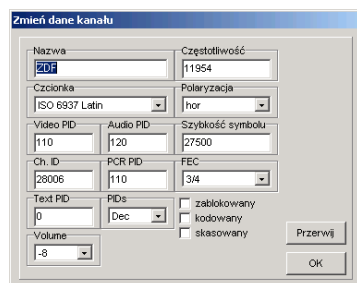 Zmień dane kanału
Nazwa Częstotliwość
ZDF 11954
Czcionka Polaryzacja
ISO 6937 Latin hor
Video PID Audio PID Szybkość symbolu
110 120 27500
Ch. ID PCR PID FEC
28006 110 3/4
Text PID PIDs
0 Dec
zablokowany
kodowany
skasowany
Volume
-8
Przerwij
OK